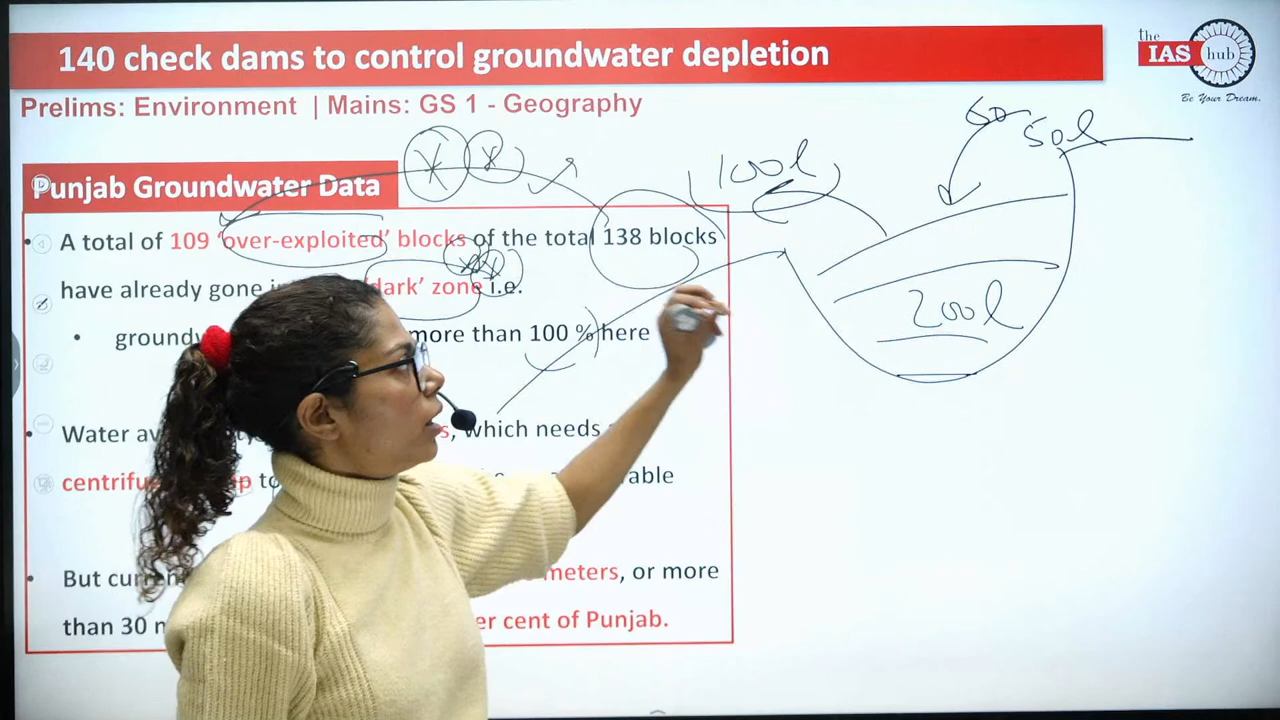 140 check dams to control groundwater depletion
the
IAS hub
Be Your Dream.
Prelims: Environment | Mains: GS 1 - Geography
50 50l
100l
Punjab Groundwater Data
A total of 109 'over-exploited' blocks of the total 138 blocks
have already gone dark' zone i.e.
200l
more than 100 % here
Water , which needs
centrifu to able
But meters, or more
than 30 er cent of Punjab.